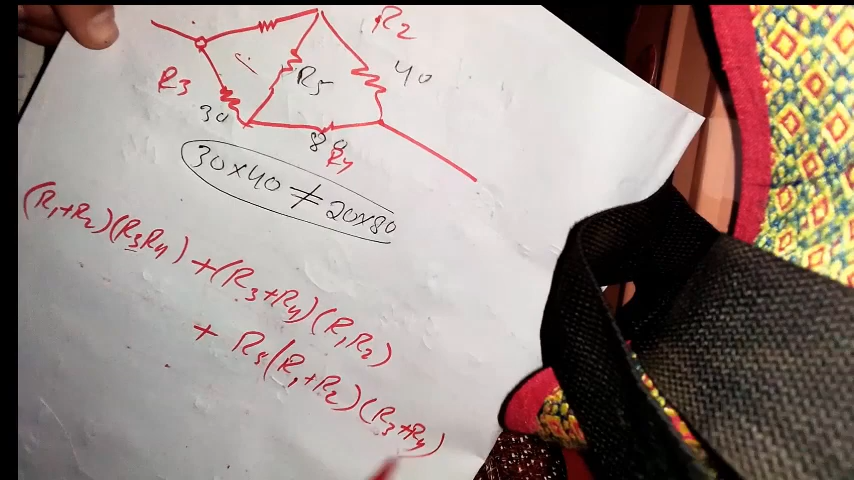 R2
R3
R5
40
30
80
R4
30×40 ≠ 20×80
(R1+R2)(R3R4)+(R3+R4)(R1R2)
+ R5(R1+R2)(R3+R4)